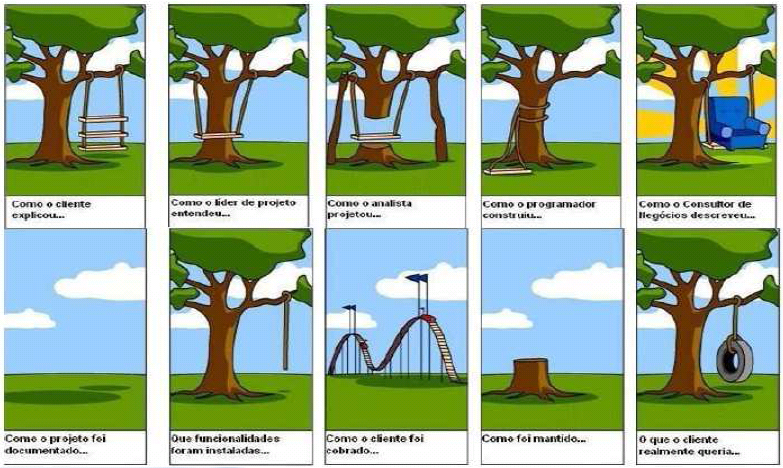 Como o cliente
explicou...
Como o líder de projeto
entendeu...
Como o analista
projetou...
Como o programador
construiu...
Como o Consultor de
Negócios descreveu...
Como o projeto foi
documentado...
Que funcionalidades
foram instaladas...
Como o cliente foi
cobrado...
Como foi mantido...
O que o cliente
realmente queria...